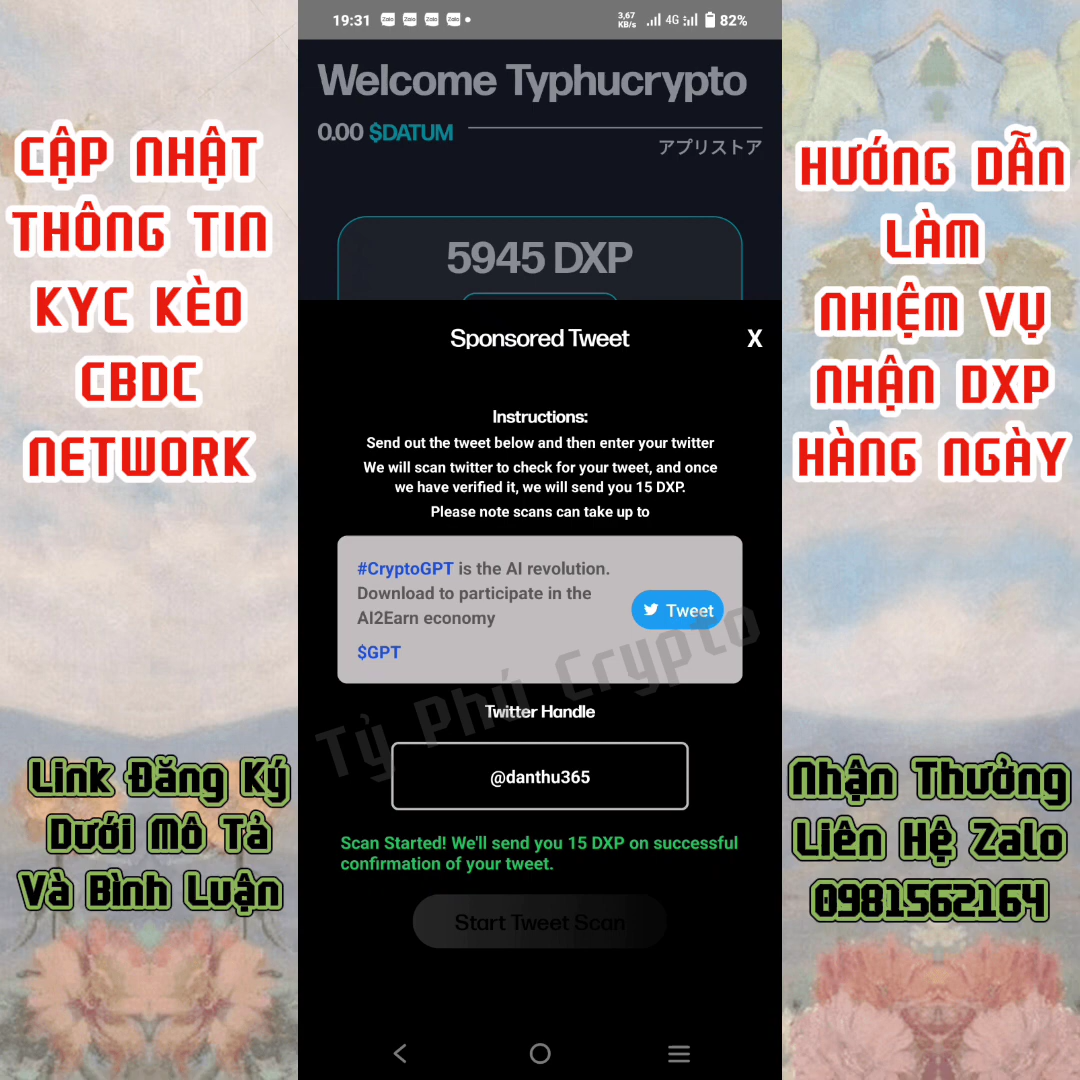 19:31 Zalo Zalo Zalo Zalo 3,67 KB/s 4G 82%
Welcome Typhucrypto
0.00 $DATUM
アプリストア
5945 DXP
CẬP NHẬT
THÔNG TIN
KYC KÈO
CBDC
NETWORK
HƯỚNG DẪN
LÀM
NHIỆM VỤ
NHẬN DXP
HÀNG NGÀY
Sponsored Tweet X
Instructions:
Send out the tweet below and then enter your twitter
We will scan twitter to check for your tweet, and once
we have verified it, we will send you 15 DXP.
Please note scans can take up to
#CryptoGPT is the AI revolution.
Download to participate in the
AI2Earn economy
$GPT
Tweet
Tỷ Phú Crypto
Twitter Handle
@danthu365
Scan Started! We'll send you 15 DXP on successful
confirmation of your tweet.
Start Tweet Scan
Link Đăng Ký
Dưới Mô Tả
Và Bình Luận
Nhận Thưởng
Liên Hệ Zalo
0981562164